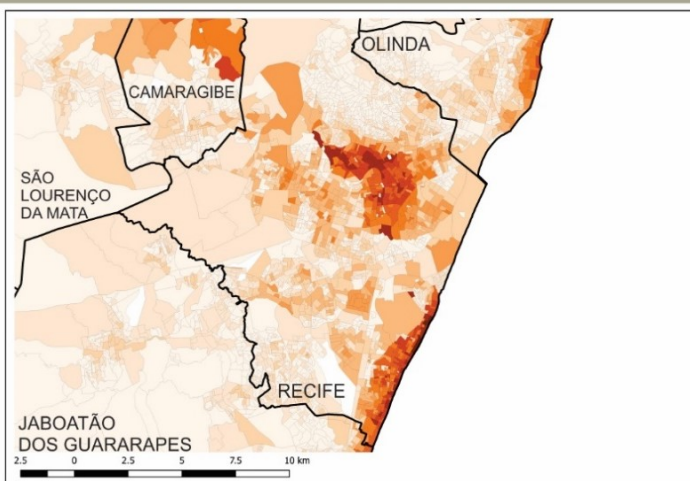 OLINDA
CAMARAGIBE
SÃO
LOURENÇO
DA MATA
RECIFE
JABOATÃO
DOS GUARARAPES
2.5 0 2.5 5 7.5 10 km